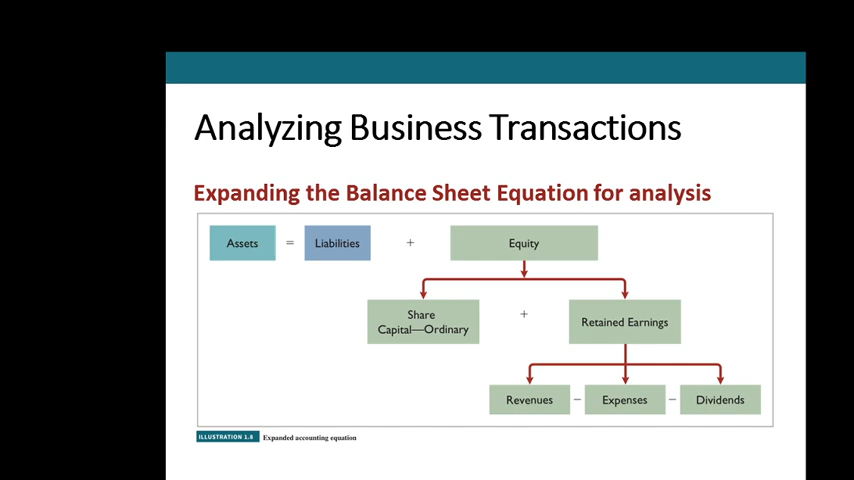 Analyzing Business Transactions
Expanding the Balance Sheet Equation for analysis
Assets = Liabilities + Equity
Share
Capital—Ordinary
+
Retained Earnings
Revenues – Expenses – Dividends
ILLUSTRATION 1.8 Expanded accounting equation